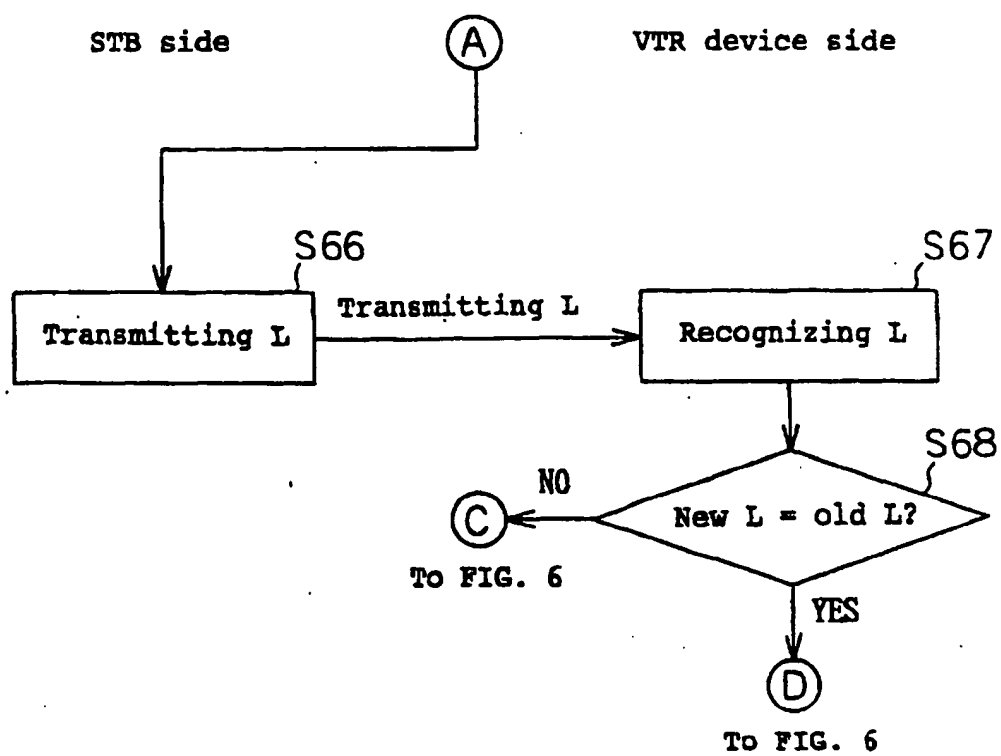 STB side
A
VTR device side
S66
S67
Transmitting L
Transmitting L
Recognizing L
S68
NO
New L = old L?
C
To FIG. 6
YES
D
To FIG. 6